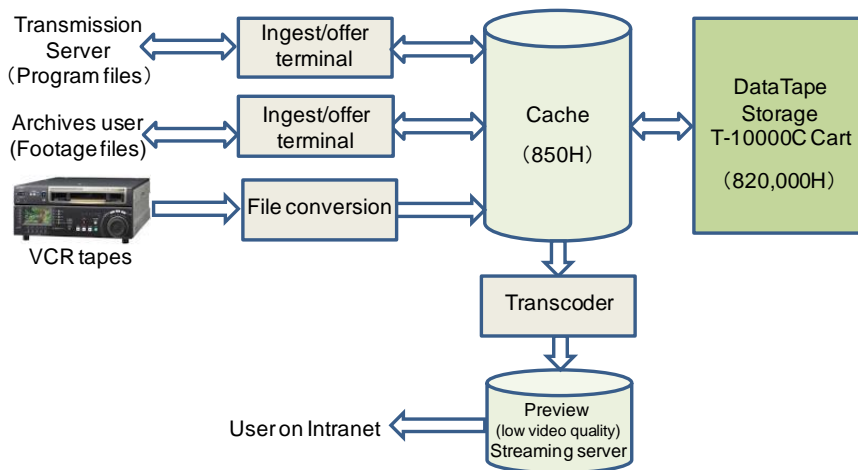 Transmission
Server
（Program files）
Ingest/offer
terminal
Archives user
(Footage files)
Ingest/offer
terminal
VCR tapes
File conversion
Cache
（850H）
DataTape
Storage
T-10000C Cart
（820,000H）
Transcoder
Preview
(low video quality)
Streaming server
User on Intranet